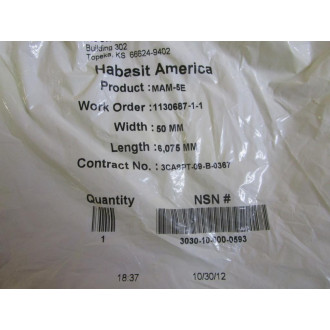 Building 302
Topeka, KS 66624-9402
Habasit America
Product : MAM-5E
Work Order : 1130687-1-1
Width : 50 MM
Length : 6,075 MM
Contract No. : 3CASPT-09-B-0367
Quantity NSN #
1 3030-10-000-0593
18:37 10/30/12